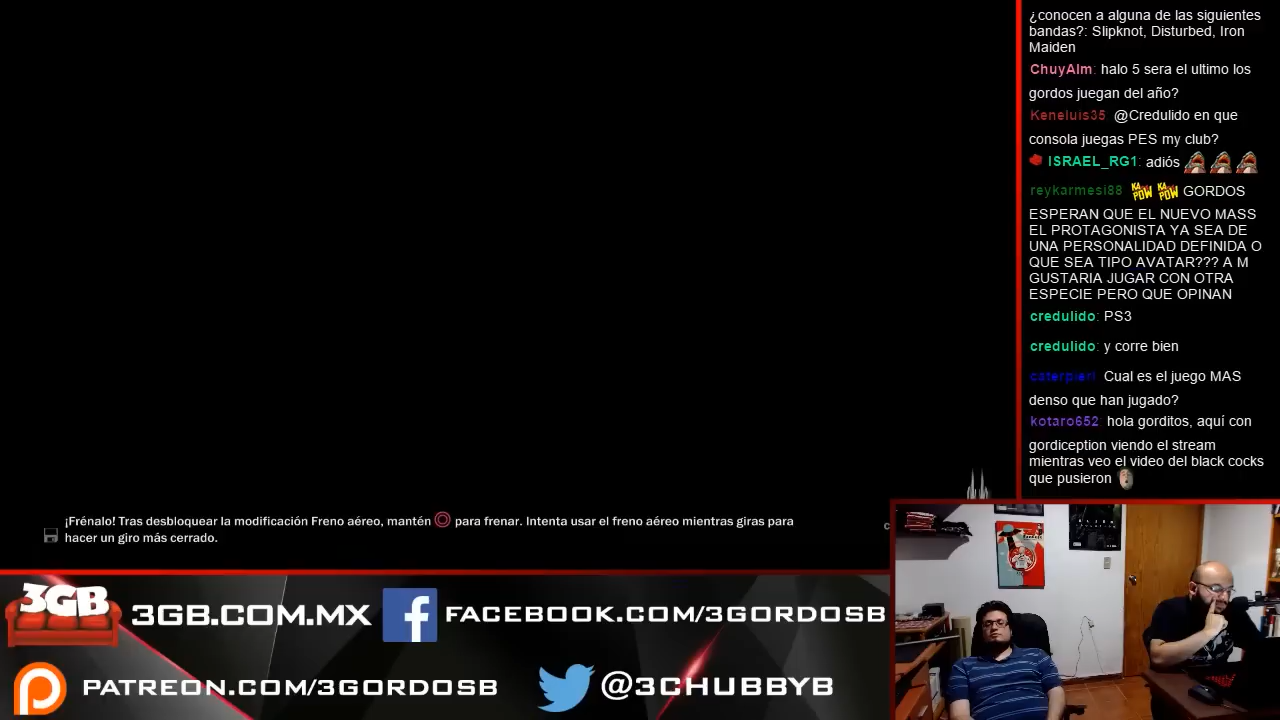 ¿conocen a alguna de las siguientes
bandas?: Slipknot, Disturbed, Iron
Maiden
ChuyAlm: halo 5 sera el ultimo los
gordos juegan del año?
Keneluis35 @Credulido en que
consola juegas PES my club?
ISRAEL_RG1: adiós
reykarmesi88 KA POW KA POW GORDOS
ESPERAN QUE EL NUEVO MASS
EL PROTAGONISTA YA SEA DE
UNA PERSONALIDAD DEFINIDA O
QUE SEA TIPO AVATAR??? A M
GUSTARIA JUGAR CON OTRA
ESPECIE PERO QUE OPINAN
credulido: PS3
credulido: y corre bien
caterpieri Cual es el juego MAS
denso que han jugado?
kotaro652 hola gorditos, aquí con
gordiception viendo el stream
mientras veo el video del black cocks
que pusieron
¡Frénalo! Tras desbloquear la modificación Freno aéreo, mantén para frenar. Intenta usar el freno aéreo mientras giras para
hacer un giro más cerrado.
3GB 3GB.COM.MX FACEBOOK.COM/3GORDOSB
PATREON.COM/3GORDOSB @3CHUBBYB